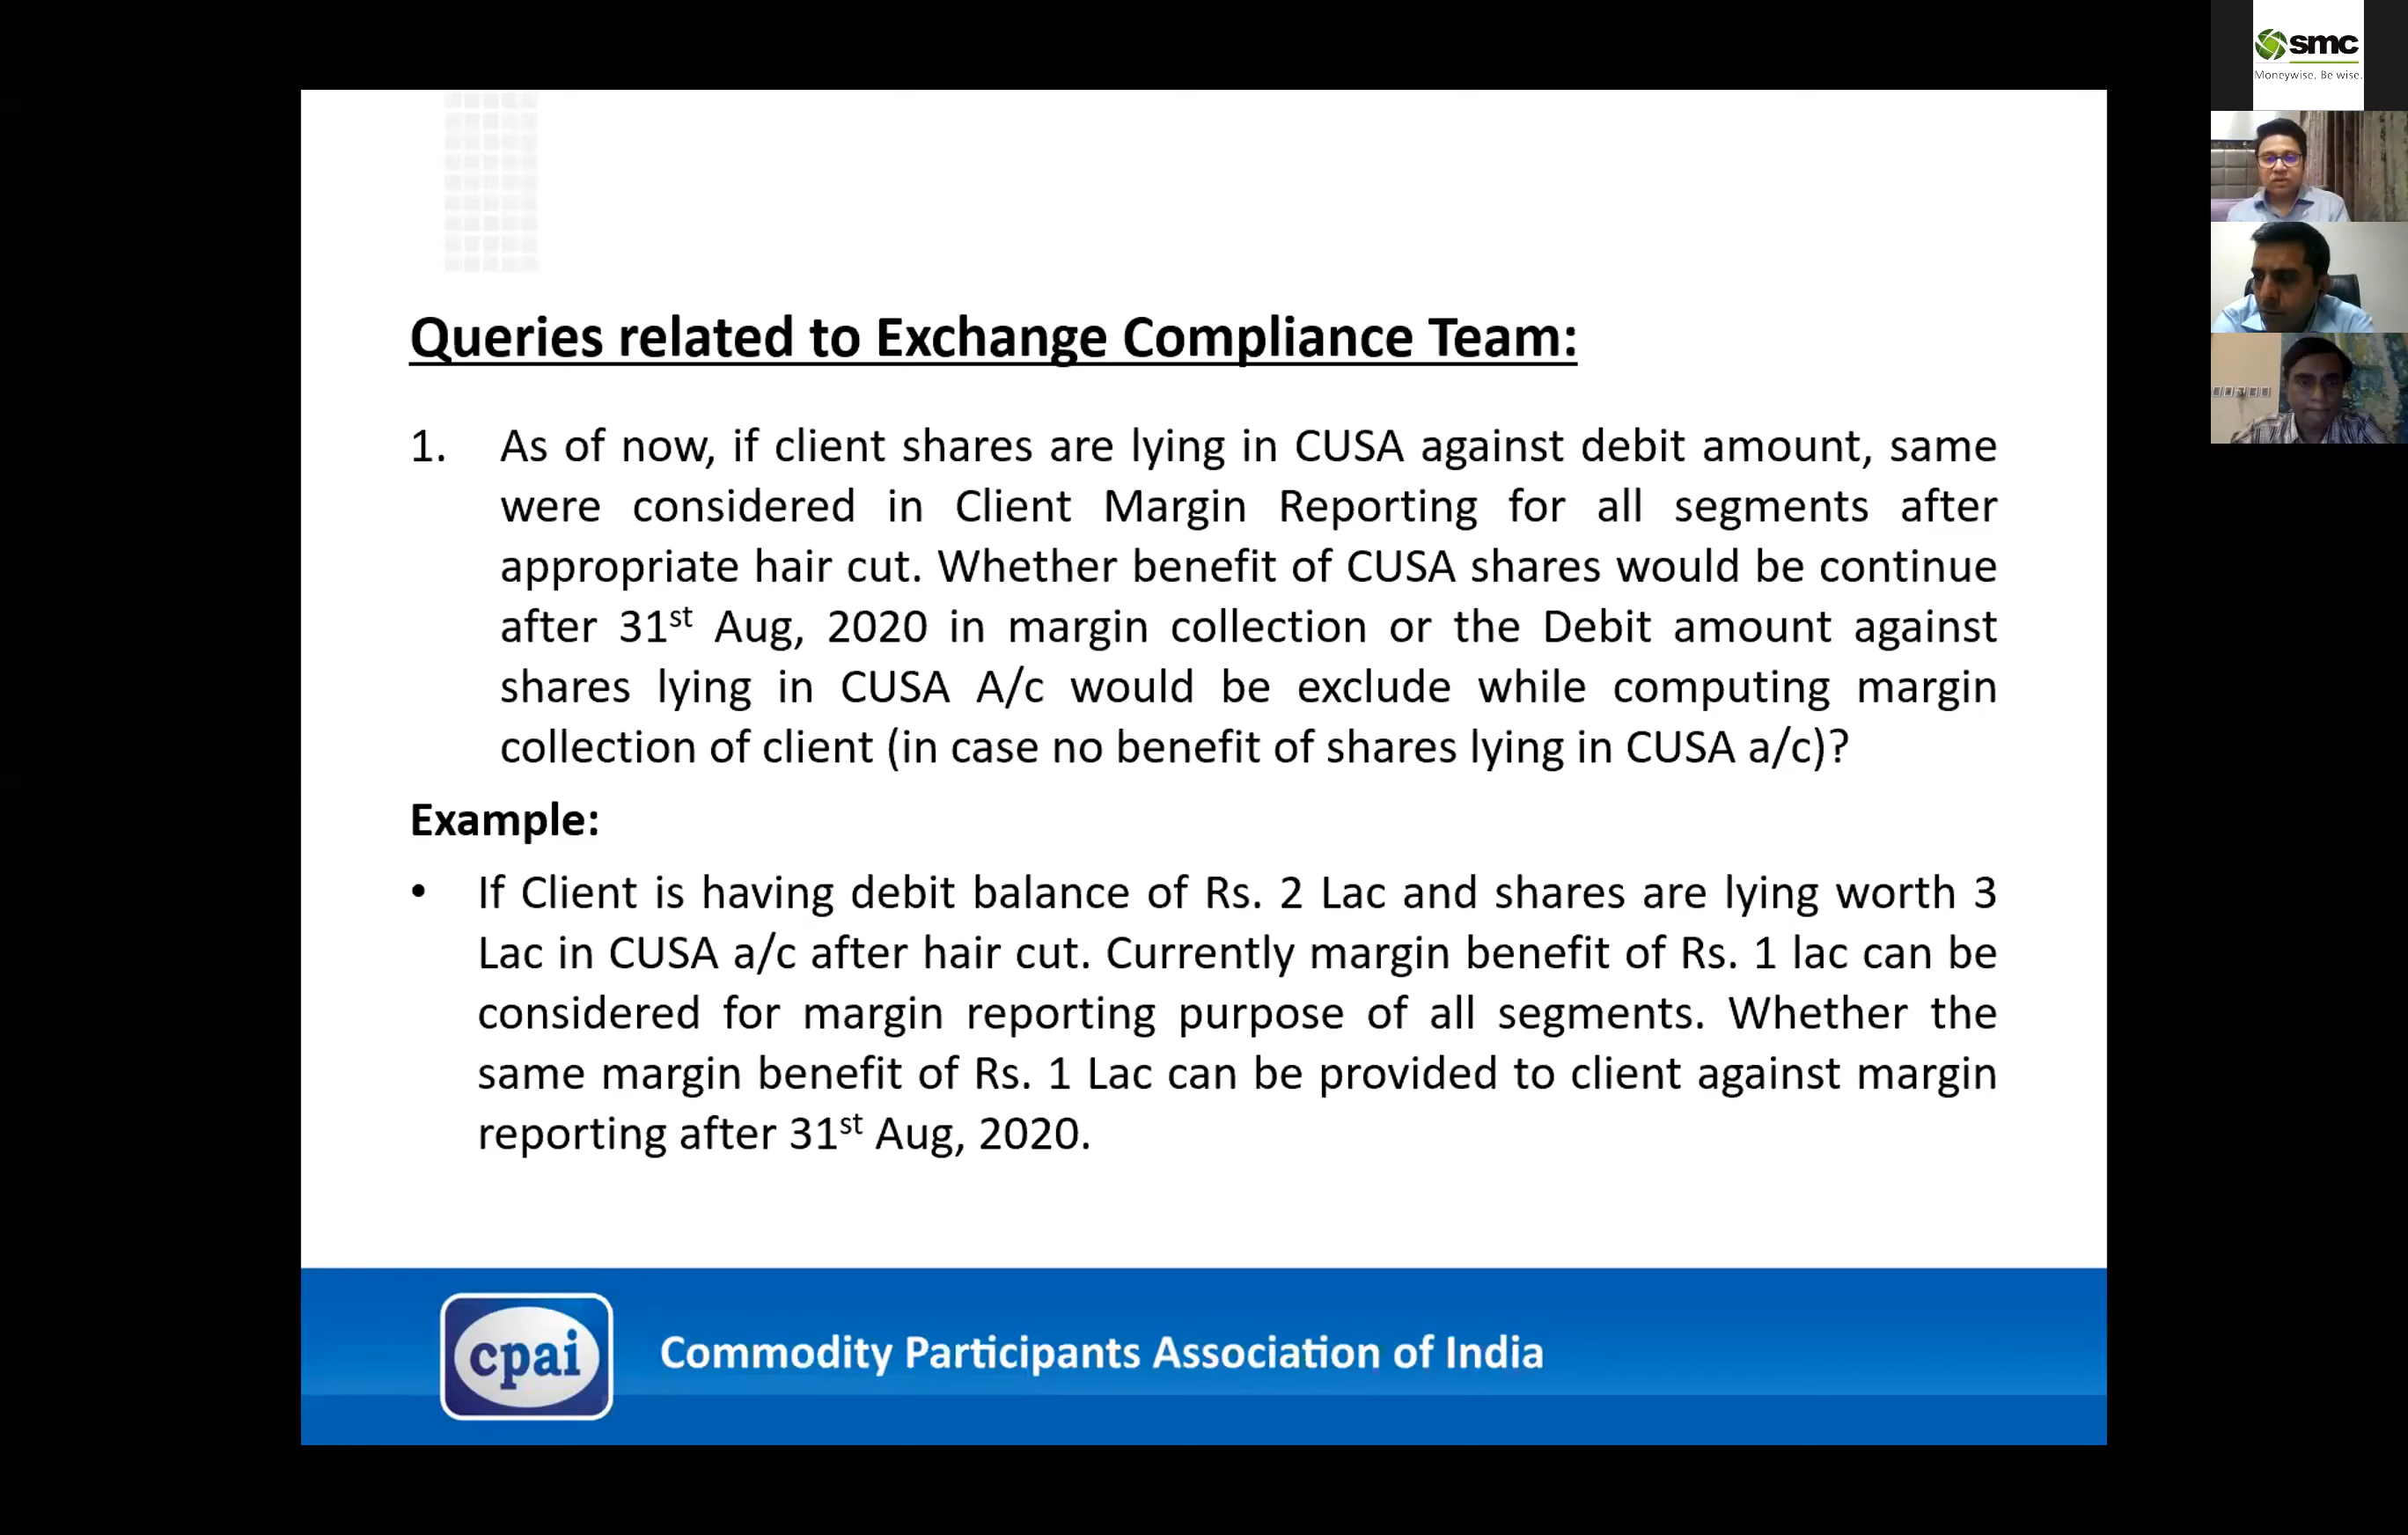 smc
Moneywise. Be wise.
Queries related to Exchange Compliance Team:
1. As of now, if client shares are lying in CUSA against debit amount, same
were considered in Client Margin Reporting for all segments after
appropriate hair cut. Whether benefit of CUSA shares would be continue
after 31st Aug, 2020 in margin collection or the Debit amount against
shares lying in CUSA A/c would be exclude while computing margin
collection of client (in case no benefit of shares lying in CUSA a/c)?
Example:
• If Client is having debit balance of Rs. 2 Lac and shares are lying worth 3
Lac in CUSA a/c after hair cut. Currently margin benefit of Rs. 1 lac can be
considered for margin reporting purpose of all segments. Whether the
same margin benefit of Rs. 1 Lac can be provided to client against margin
reporting after 31st Aug, 2020.
cpai
Commodity Participants Association of India